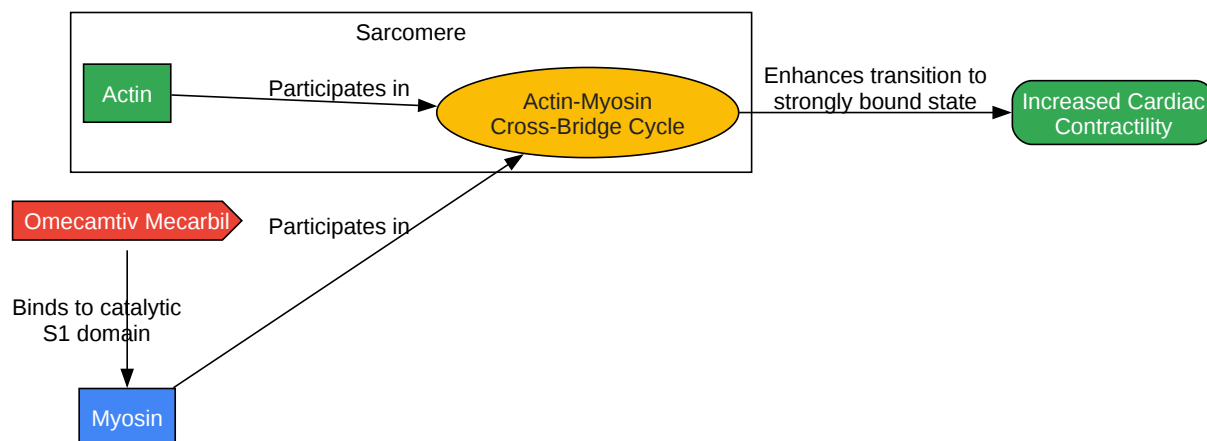 Sarcomere
Actin
Participates in
Actin-Myosin
Cross-Bridge Cycle
Enhances transition to
strongly bound state
Increased Cardiac
Contractility
Omecamtiv Mecarbil
Participates in
Binds to catalytic
S1 domain
Myosin